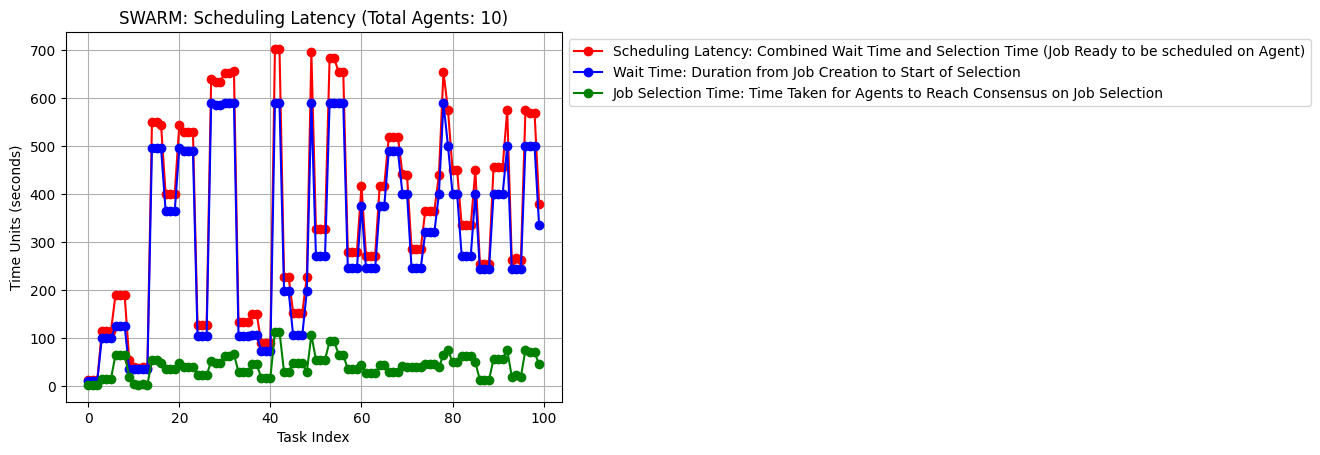 SWARM: Scheduling Latency (Total Agents: 10)
Scheduling Latency: Combined Wait Time and Selection Time (Job Ready to be scheduled on Agent)
Wait Time: Duration from Job Creation to Start of Selection
Job Selection Time: Time Taken for Agents to Reach Consensus on Job Selection
Time Units (seconds)
700
600
500
400
300
200
100
0
0 20 40 60 80 100
Task Index